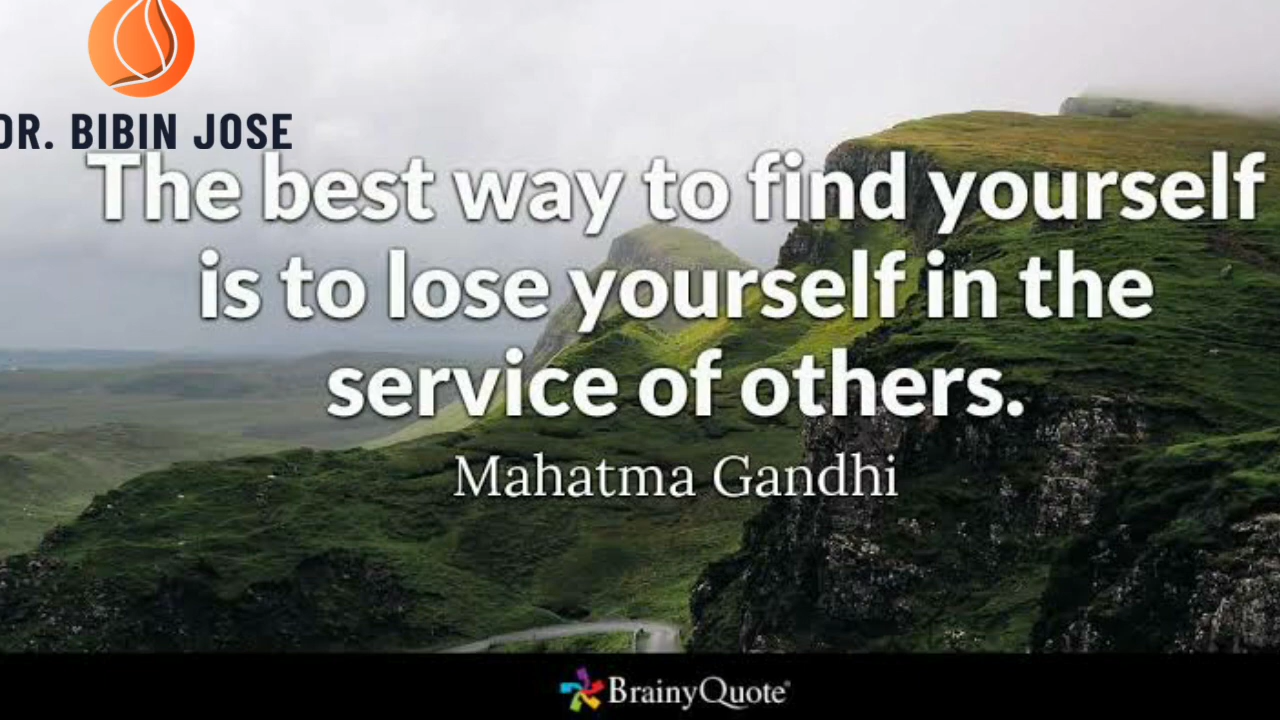 DR. BIBIN JOSE
The best way to find yourself
is to lose yourself in the
service of others.
Mahatma Gandhi
BrainyQuote®